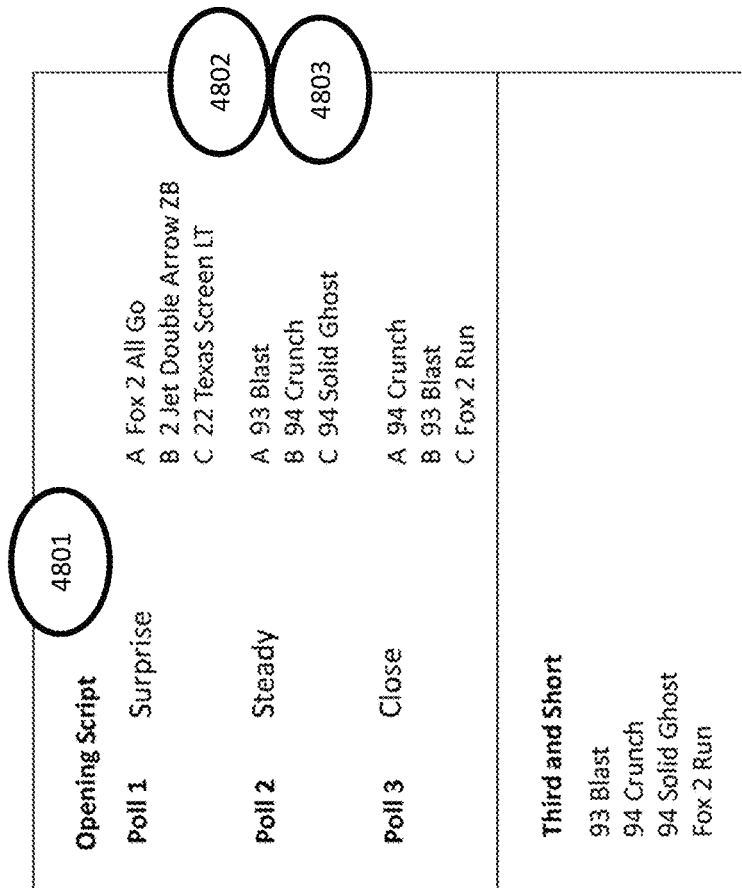 4801
4802
4803
Opening Script
Poll 1 Surprise A Fox 2 All Go
B 2 Jet Double Arrow ZB
C 22 Texas Screen LT
Poll 2 Steady A 93 Blast
B 94 Crunch
C 94 Solid Ghost
Poll 3 Close A 94 Crunch
B 93 Blast
C Fox 2 Run
Third and Short
93 Blast
94 Crunch
94 Solid Ghost
Fox 2 Run